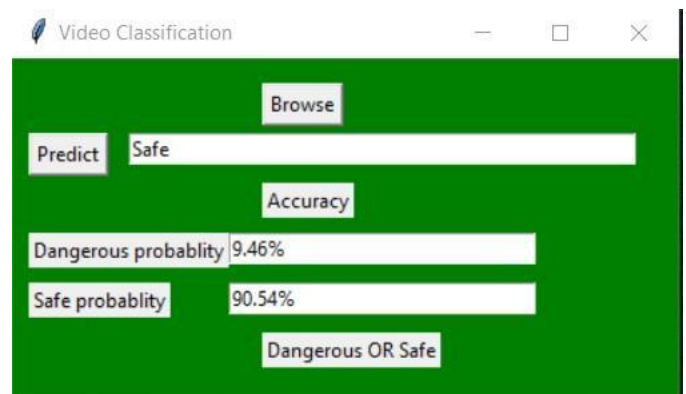 Video Classification
Browse
Predict Safe
Accuracy
Dangerous probablity 9.46%
Safe probablity 90.54%
Dangerous OR Safe